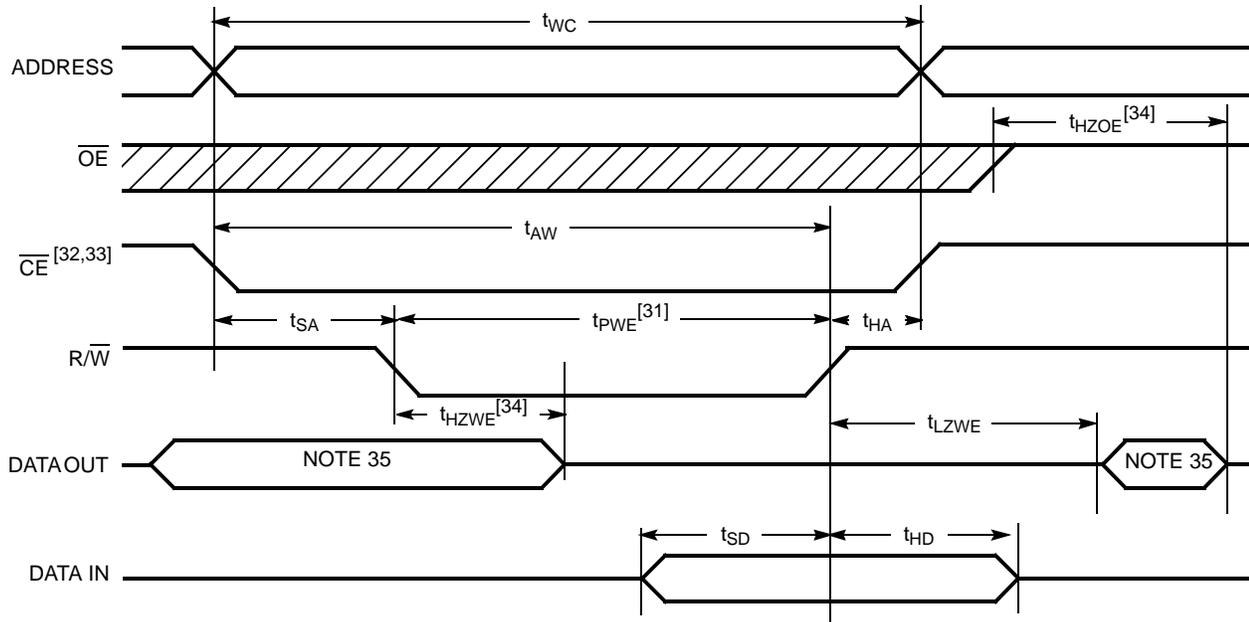 tWC
ADDRESS
tHZOE[34]
OE
tAW
CE [32,33]
tSA
tPWE[31]
tHA
R/W
tHZWE[34]
tLZWE
DATA OUT
NOTE 35
NOTE 35
tSD
tHD
DATA IN